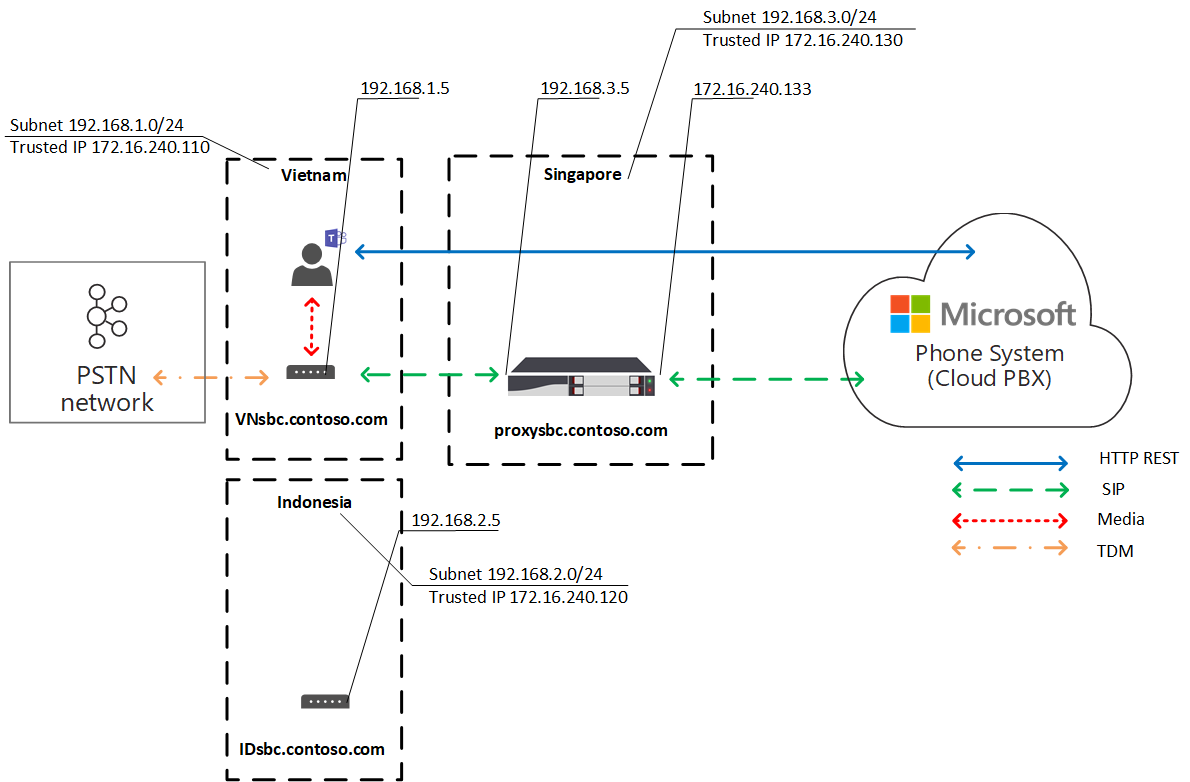 Subnet 192.168.3.0/24
Trusted IP 172.16.240.130
192.168.1.5
192.168.3.5
172.16.240.133
Subnet 192.168.1.0/24
Trusted IP 172.16.240.110
Vietnam
Singapore
T
Microsoft
Phone System
(Cloud PBX)
PSTN
network
VNsbc.contoso.com
proxysbc.contoso.com
HTTP REST
SIP
Media
TDM
Indonesia
192.168.2.5
Subnet 192.168.2.0/24
Trusted IP 172.16.240.120
IDsbc.contoso.com